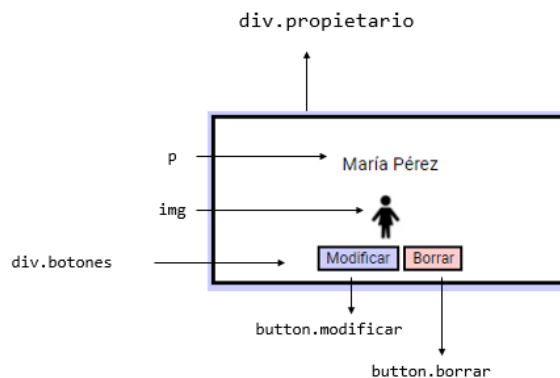 div.propietario
p
María Pérez
img
div.botones
Modificar
Borrar
button.modificar
button.borrar